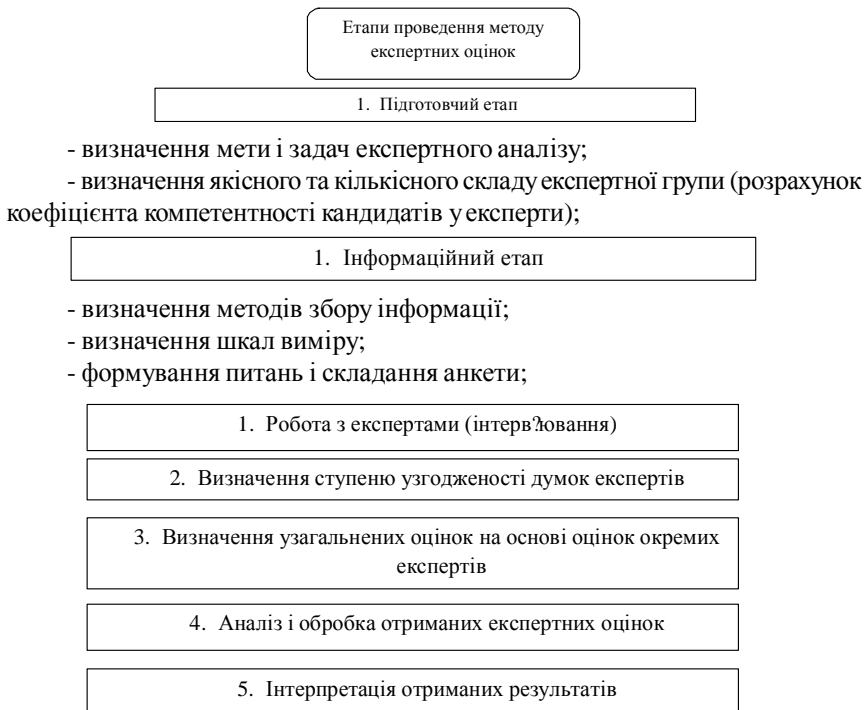 Етапи проведення методу
експертних оцінок
1. Підготовчий етап
- визначення мети і задач експертного аналізу;
- визначення якісного та кількісного складу експертної групи (розрахунок
коефіцієнта компетентності кандидатів у експерти);
1. Інформаційний етап
- визначення методів збору інформації;
- визначення шкал виміру;
- формування питань і складання анкети;
1. Робота з експертами (інтерв?ювання)
2. Визначення ступеню узгодженості думок експертів
3. Визначення узагальнених оцінок на основі оцінок окремих
експертів
4. Аналіз і обробка отриманих експертних оцінок
5. Інтерпретація отриманих результатів